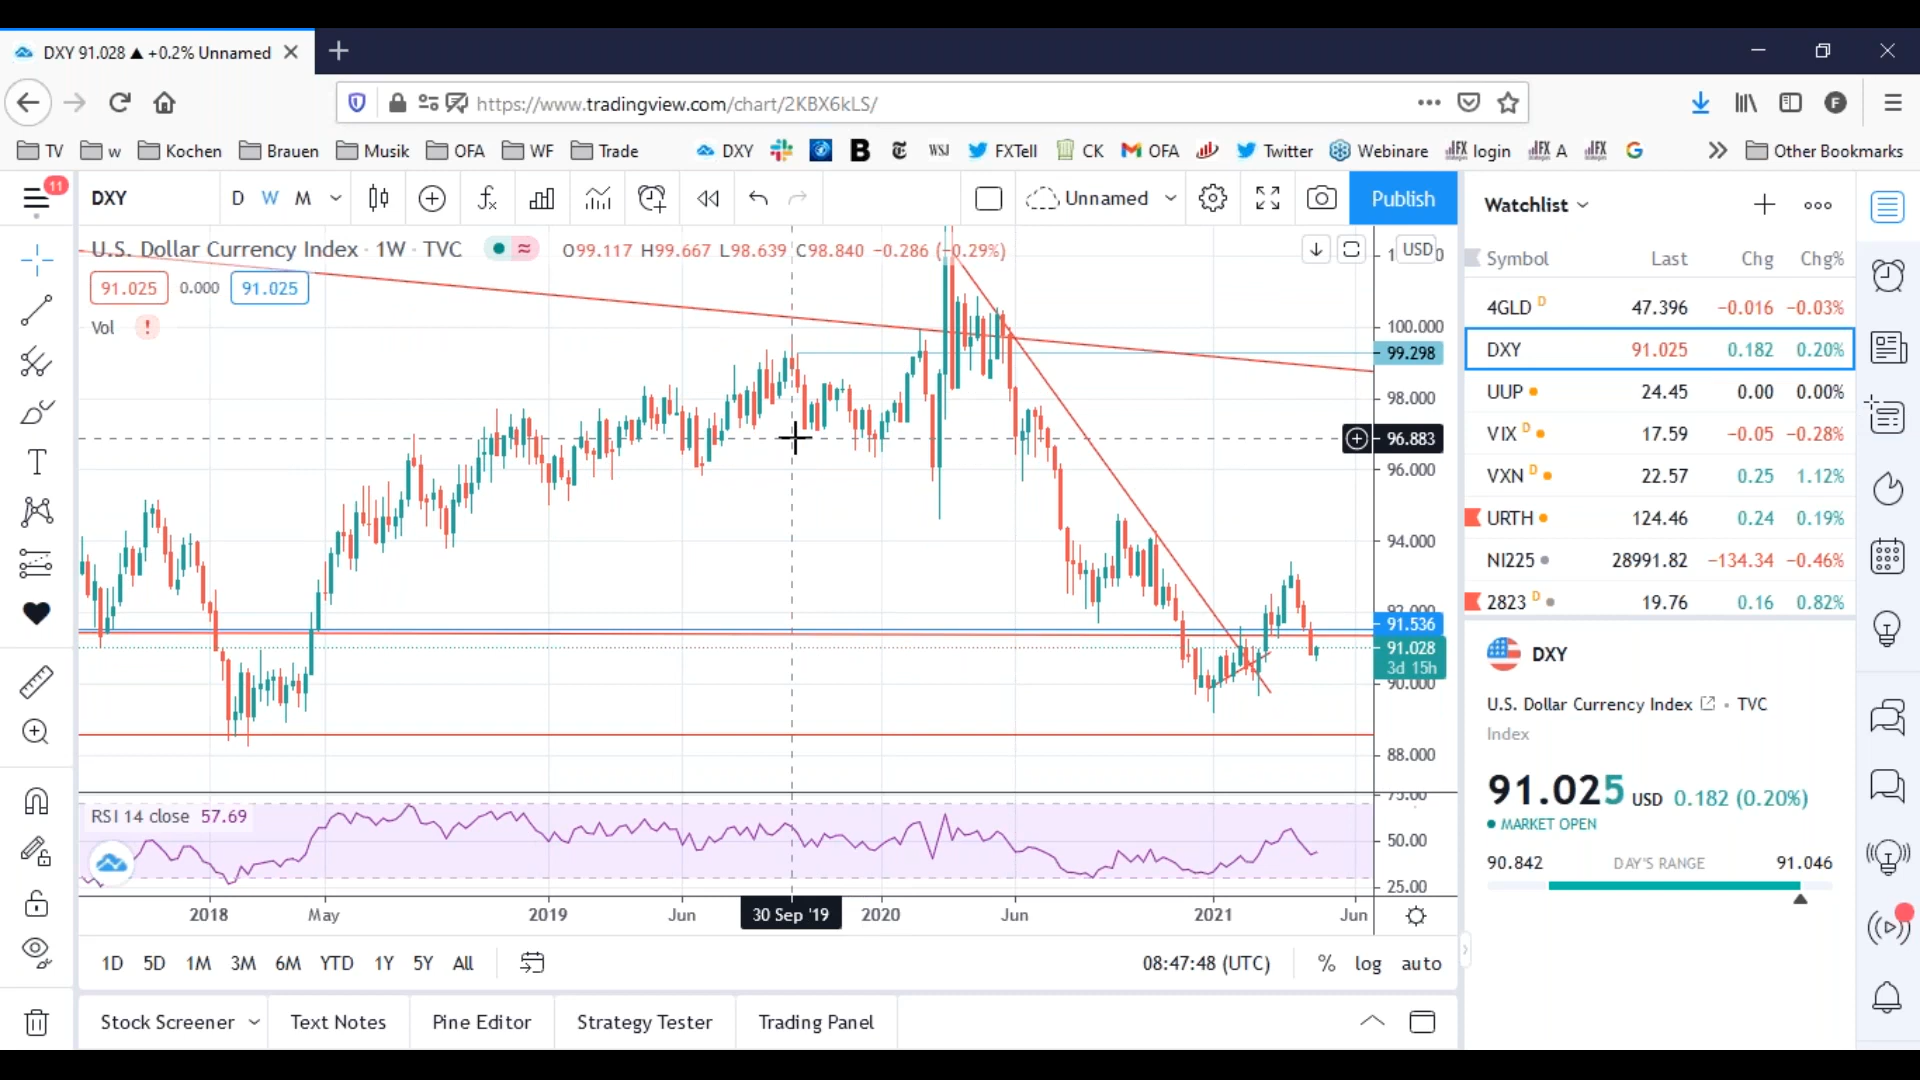 DXY 91.028 ▲ +0.2% Unnamed
https://www.tradingview.com/chart/2KBX6kLS/
TV w Kochen Brauen Musik OFA WF Trade DXY B WSJ FXTell CK OFA Twitter Webinare IFX login IFX A IFX Other Bookmarks
11 DXY D W M Unnamed Publish
U.S. Dollar Currency Index · 1W · TVC O99.117 H99.667 L98.639 C98.840 −0.286 (−0.29%)
USD
91.025 0.000 91.025
Vol !
100.000
99.298
98.000
96.883
96.000
94.000
92.000
91.536
91.028
3d 15h
90.000
88.000
RSI 14 close 57.69
75.00
50.00
25.00
2018 May 2019 Jun 30 Sep '19 2020 Jun 2021 Jun
1D 5D 1M 3M 6M YTD 1Y 5Y All 08:47:48 (UTC) % log auto
Stock Screener Text Notes Pine Editor Strategy Tester Trading Panel
Watchlist
Symbol Last Chg Chg%
4GLD D 47.396 −0.016 −0.03%
DXY 91.025 0.182 0.20%
UUP 24.45 0.00 0.00%
VIX D 17.59 −0.05 −0.28%
VXN D 22.57 0.25 1.12%
URTH 124.46 0.24 0.19%
NI225 28991.82 −134.34 −0.46%
2823 D 19.76 0.16 0.82%
DXY
U.S. Dollar Currency Index • TVC
Index
91.025 USD 0.182 (0.20%)
MARKET OPEN
90.842 DAY'S RANGE 91.046